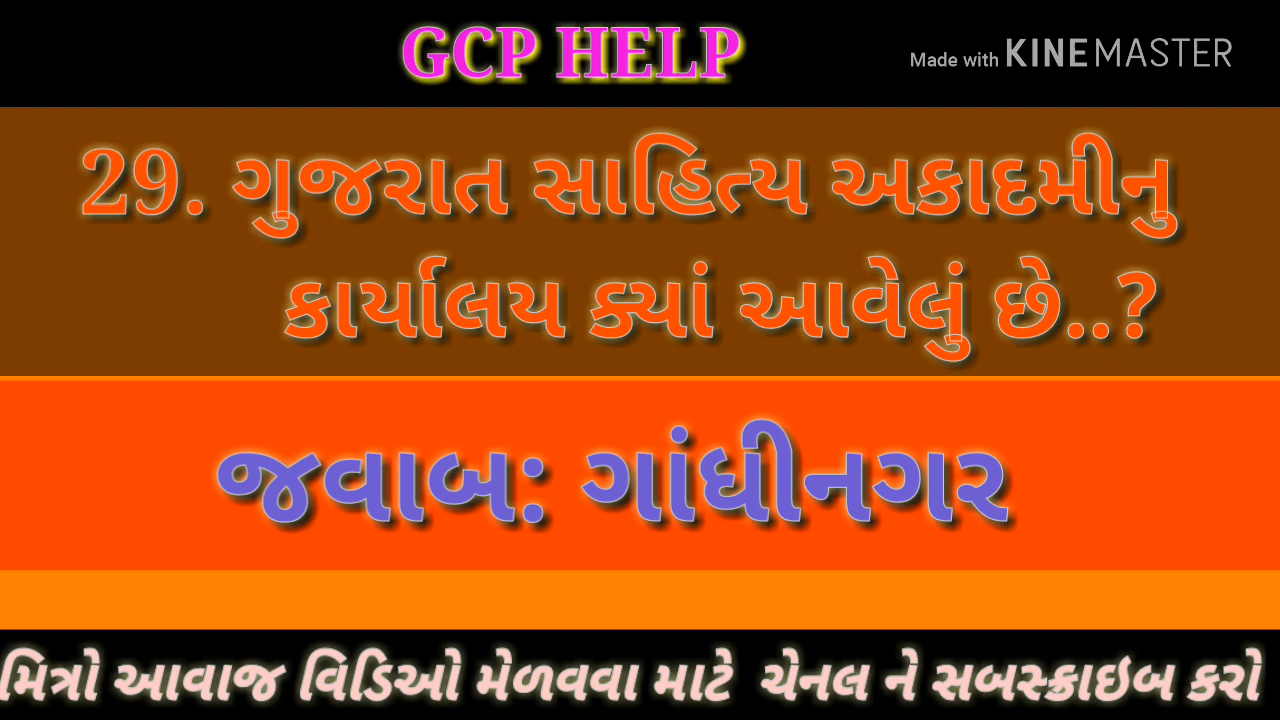 GCP HELP
Made with KINEMASTER
29. ગુજરાત સાહિત્ય અકાદમીનુ
કાર્યાલય ક્યાં આવેલું છે..?
જવાબ: ગાંધીનગર
મિત્રો આવાજ વિડિઓ મેળવવા માટે ચેનલ ને સબસ્ક્રાઇબ કરો